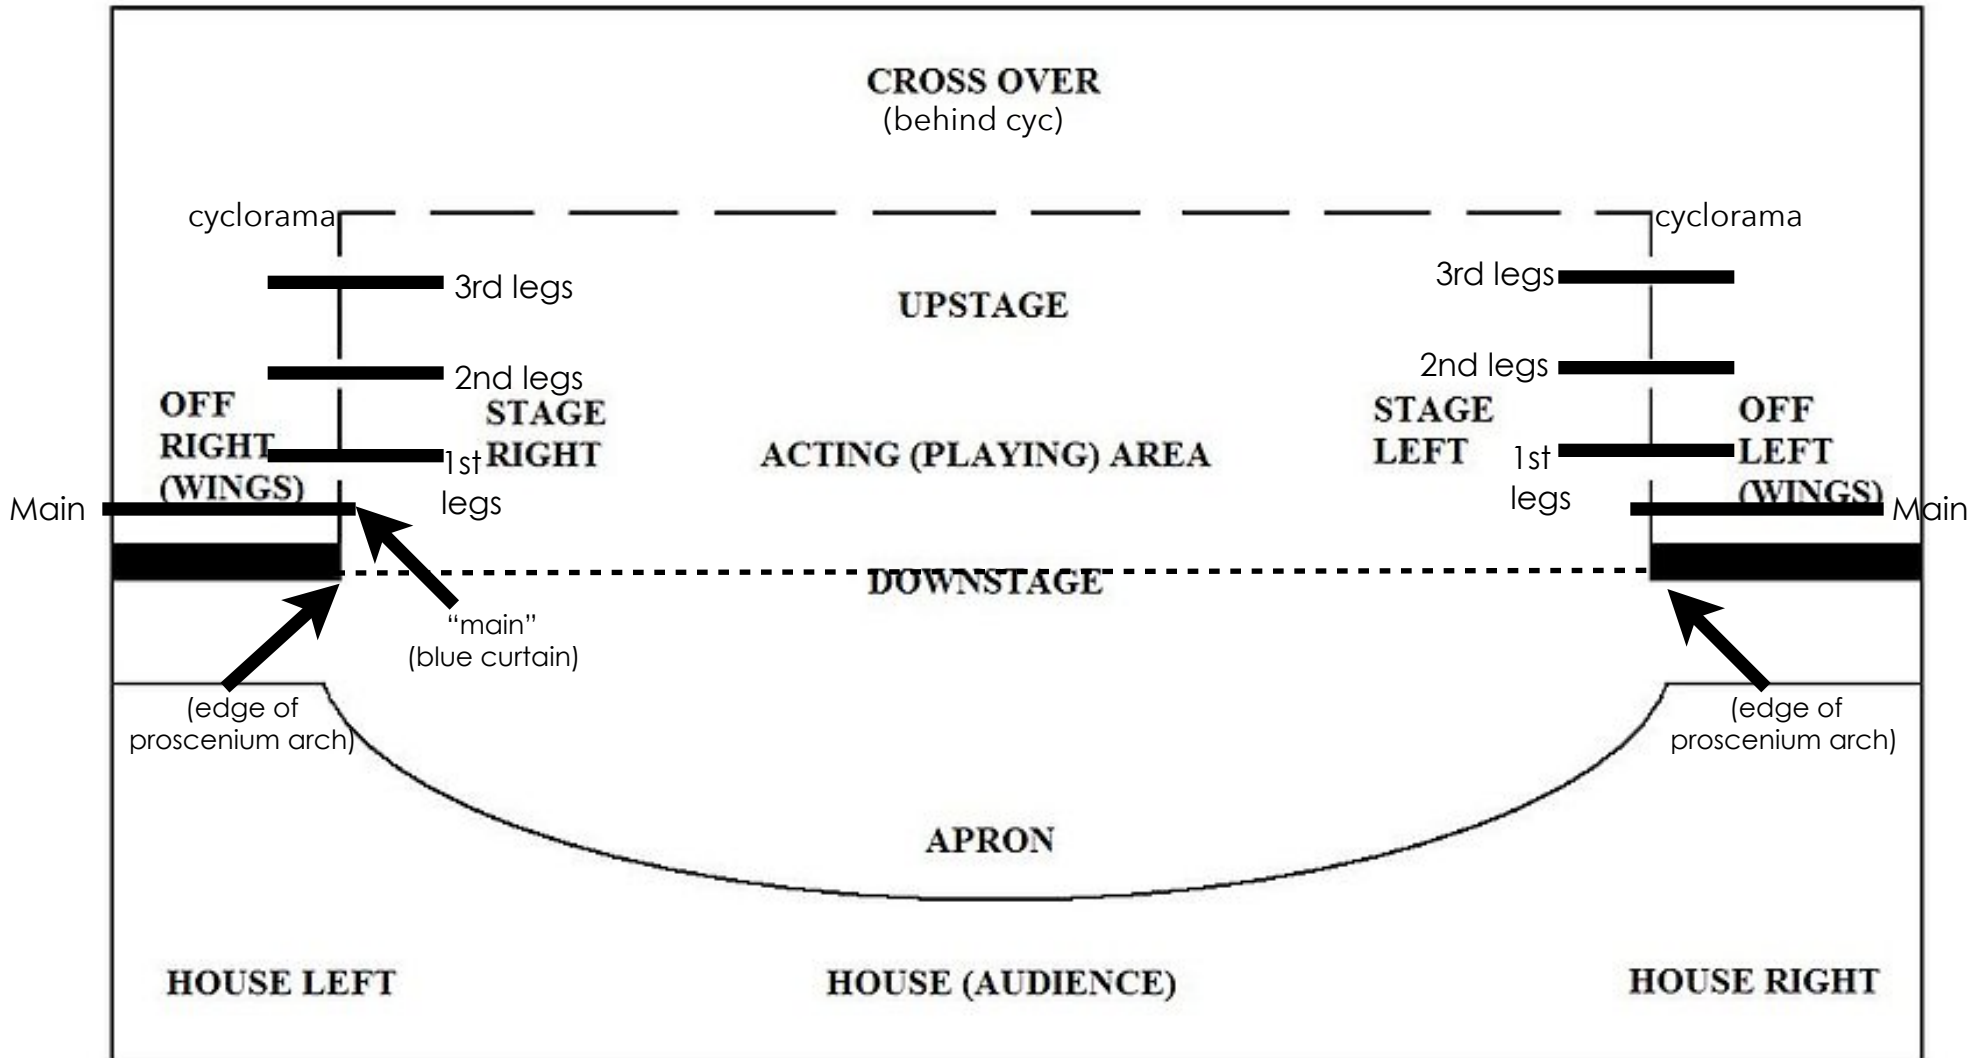 CROSS OVER
(behind cyc)
cyclorama
cyclorama
3rd legs
3rd legs
UPSTAGE
2nd legs
2nd legs
OFF
RIGHT
(WINGS)
STAGE
RIGHT
1st
legs
ACTING (PLAYING) AREA
STAGE
LEFT
1st
legs
OFF
LEFT
(WINGS)
Main
Main
DOWNSTAGE
“main”
(blue curtain)
(edge of
proscenium arch)
(edge of
proscenium arch)
APRON
HOUSE LEFT
HOUSE (AUDIENCE)
HOUSE RIGHT